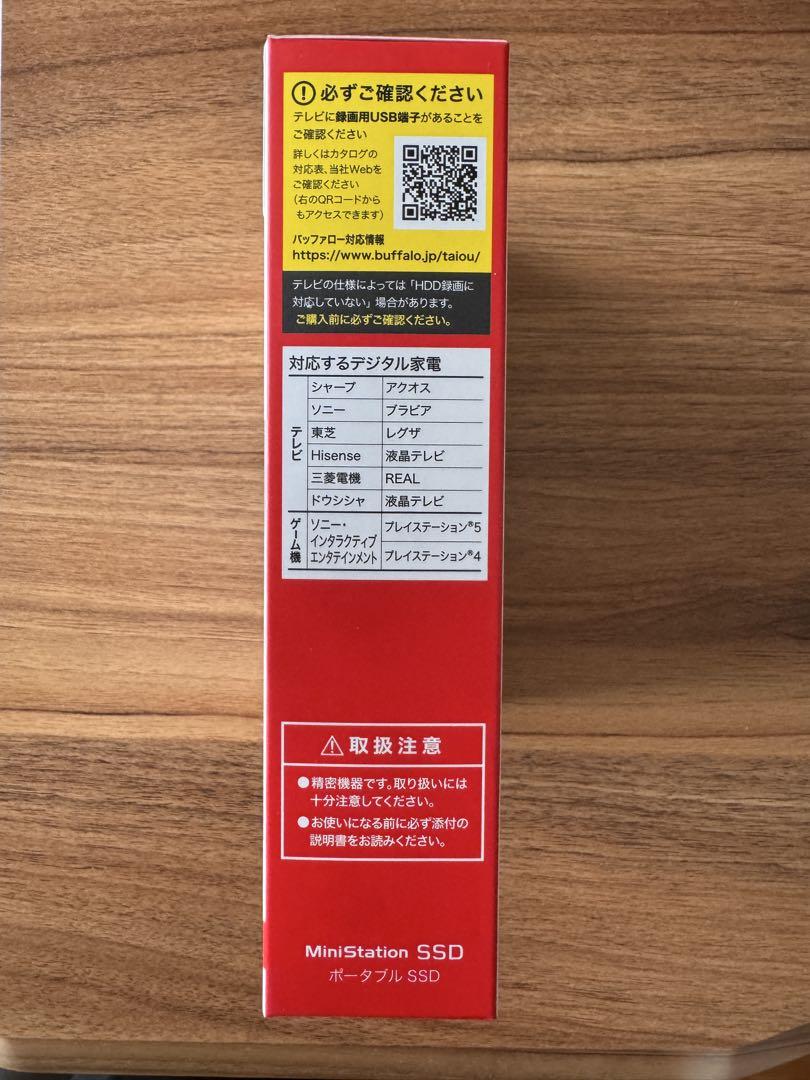 必ずご確認ください
テレビに録画用USB端子があることを
ご確認ください
詳しくはカタログの
対応表、当社Webを
ご確認ください
(右のQRコードから
もアクセスできます)
バッファロー対応情報
https://www.buffalo.jp/taiou/
テレビの仕様によっては「HDD録画に
対応していない」場合があります。
ご購入前に必ずご確認ください。
対応するデジタル家電
テレビ
シャープ アクオス
ソニー ブラビア
東芝 レグザ
Hisense 液晶テレビ
三菱電機 REAL
ドウシシャ 液晶テレビ
ゲーム機
ソニー・
インタラクティブ
エンタテインメント
プレイステーション®5
プレイステーション®4
取扱注意
●精密機器です。取り扱いには
十分注意してください。
●お使いになる前に必ず添付の
説明書をお読みください。
MiniStation SSD
ポータブル SSD